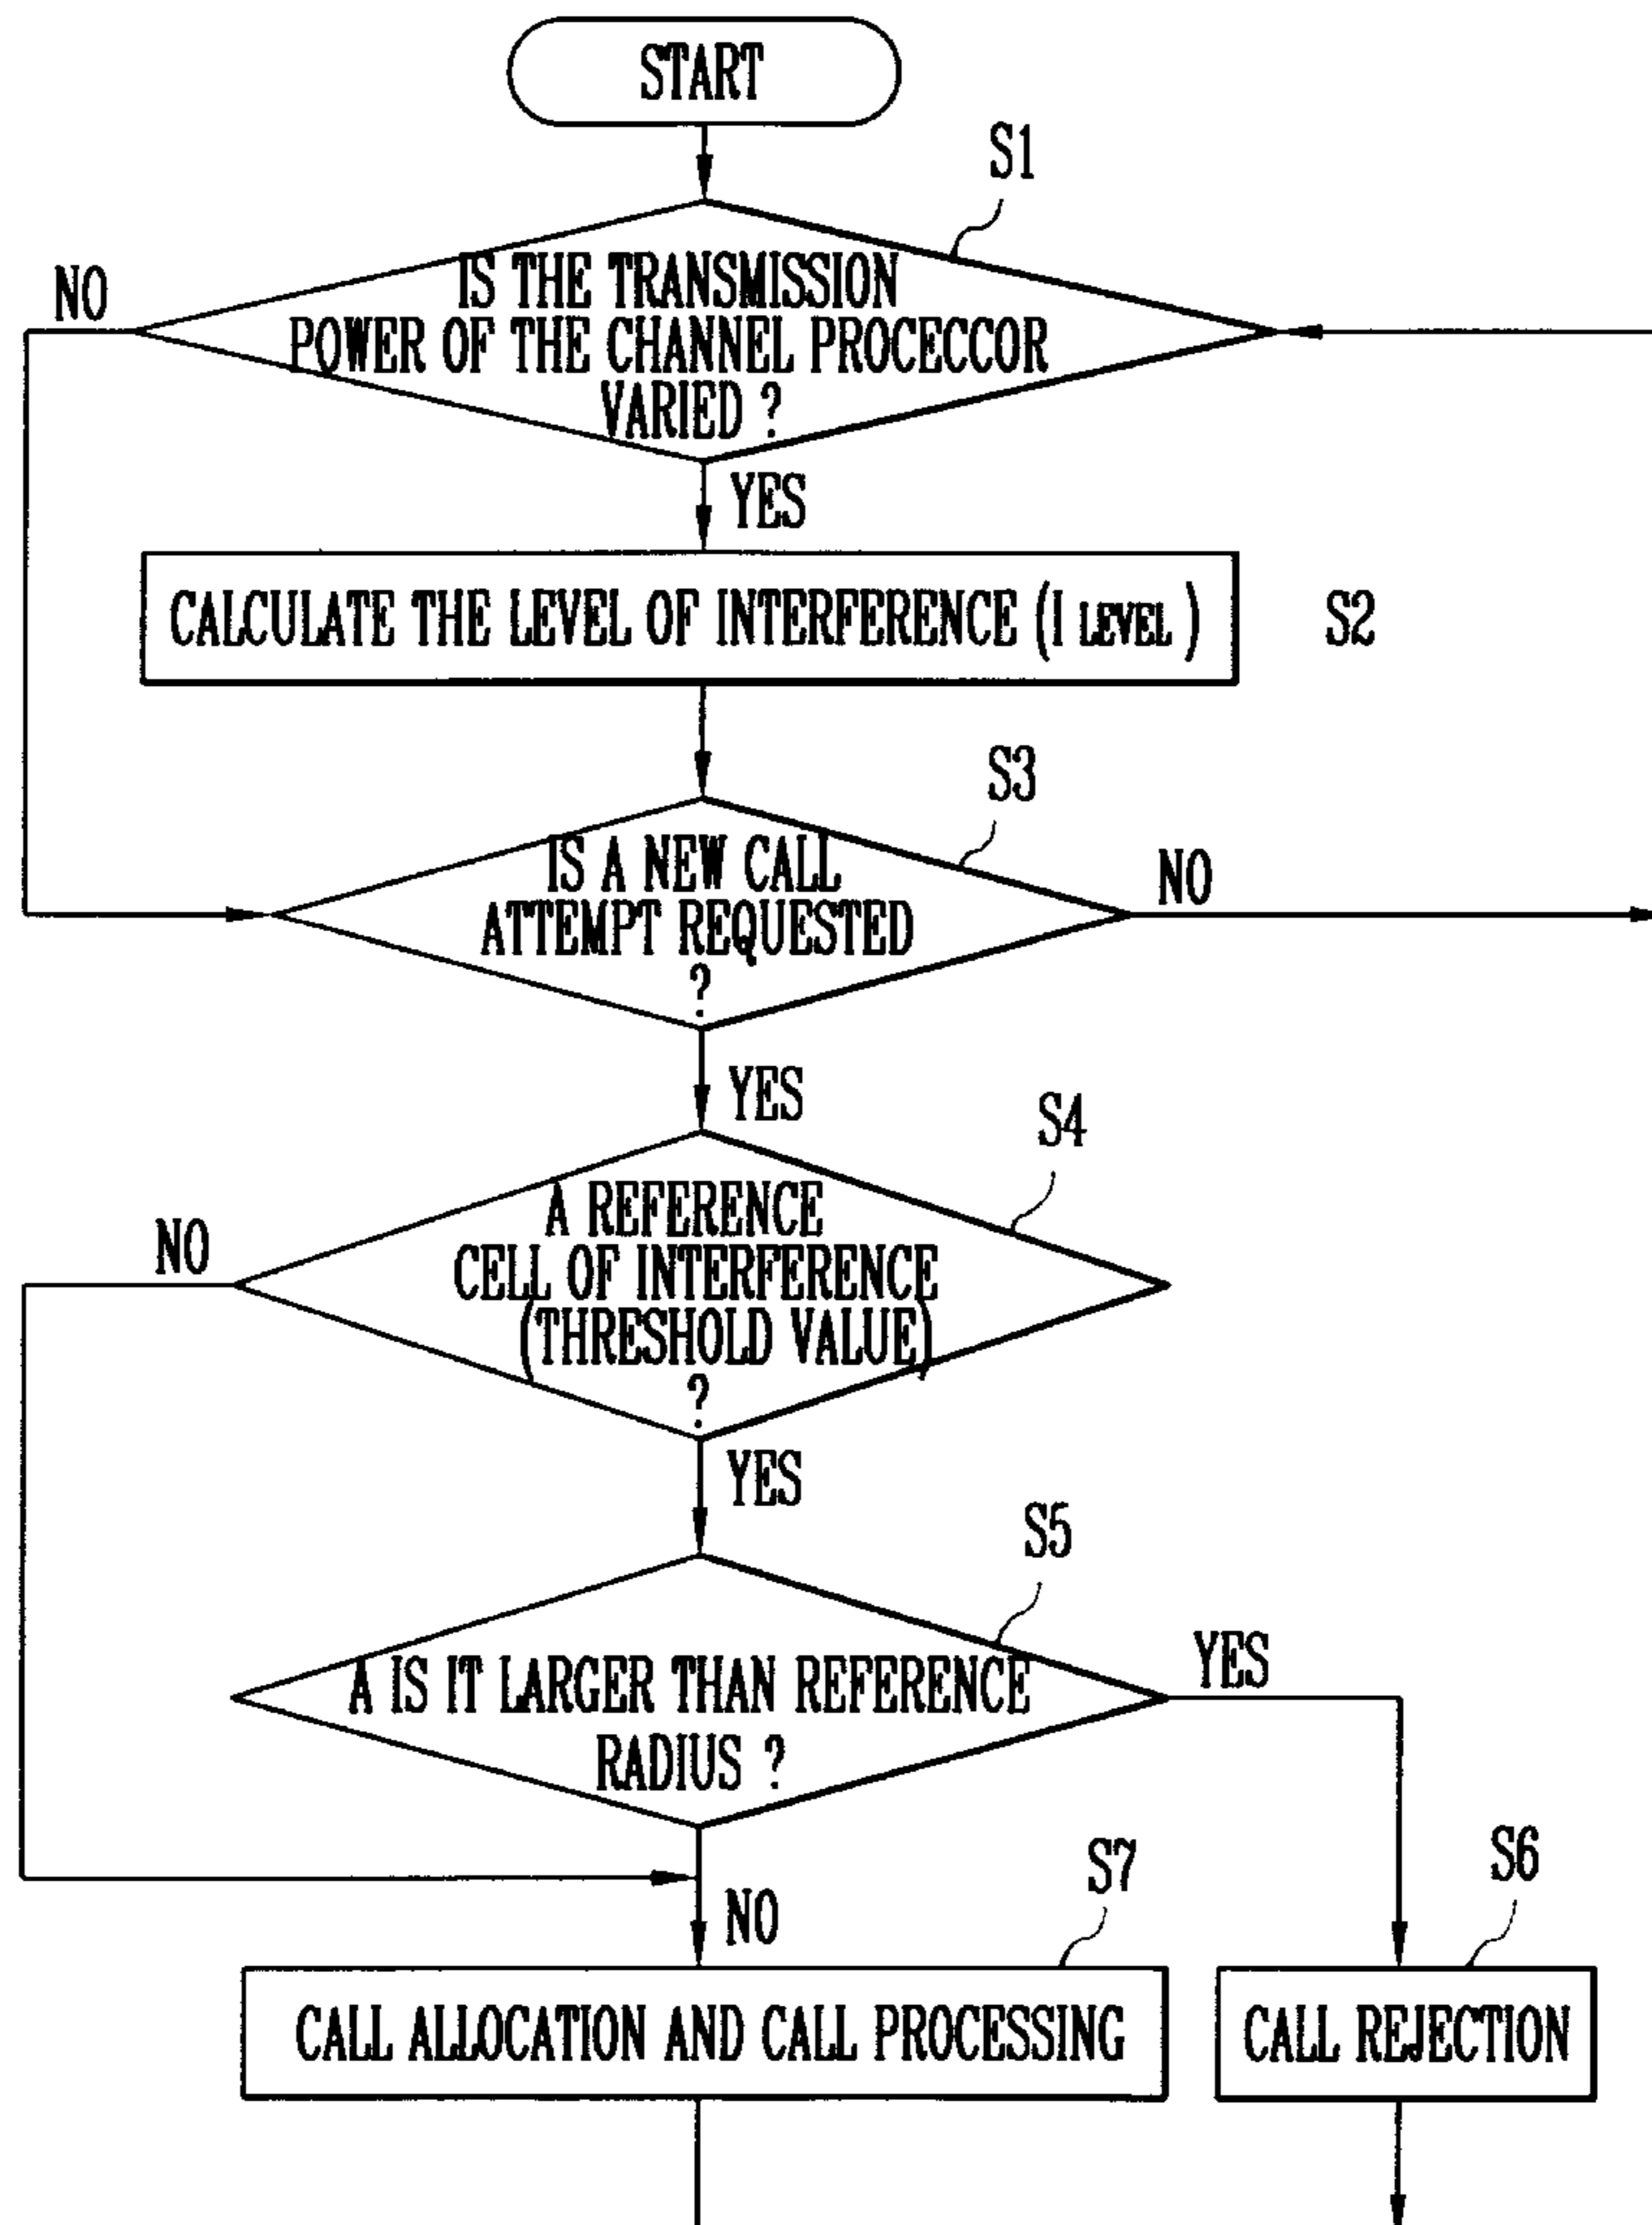 START
S1
NO
IS THE TRANSMISSION
POWER OF THE CHANNEL PROCECCOR
VARIED ?
YES
CALCULATE THE LEVEL OF INTERFERENCE (I LEVEL )
S2
S3
IS A NEW CALL
ATTEMPT REQUESTED
?
NO
YES
S4
NO
A REFERENCE
CELL OF INTERFERENCE
(THRESHOLD VALUE)
?
YES
S5
A IS IT LARGER THAN REFERENCE
RADIUS ?
YES
S7
S6
NO
CALL ALLOCATION AND CALL PROCESSING
CALL REJECTION